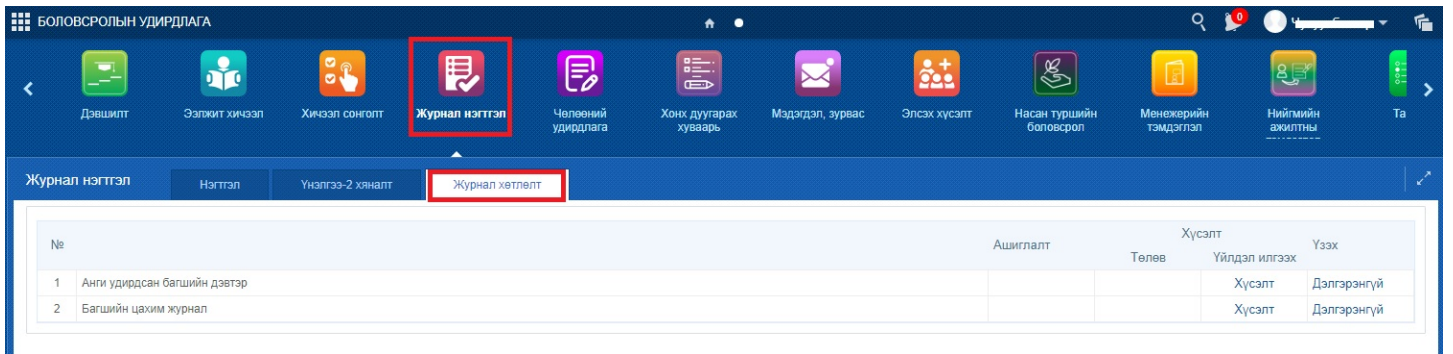 БОЛОВСРОЛЫН УДИРДЛАГА
0
Дэвшилт
Ээлжит хичээл
Хичээл сонголт
Журнал нэгтгэл
Чөлөөний
удирдлага
Хонх дуугарах
хуваарь
Мэдэгдэл, зурвас
Элсэх хүсэлт
Насан туршийн
боловсрол
Менежерийн
тэмдэглэл
Нийгмийн
ажилтны
Та
Журнал нэгтгэл
Нэгтгэл
Үнэлгээ-2 хяналт
Журнал хөтлөлт
№
Ашиглалт
Хүсэлт
Төлөв
Үйлдэл илгээх
Үзэх
1 Анги удирдсан багшийн дэвтэр Хүсэлт Дэлгэрэнгүй
2 Багшийн цахим журнал Хүсэлт Дэлгэрэнгүй